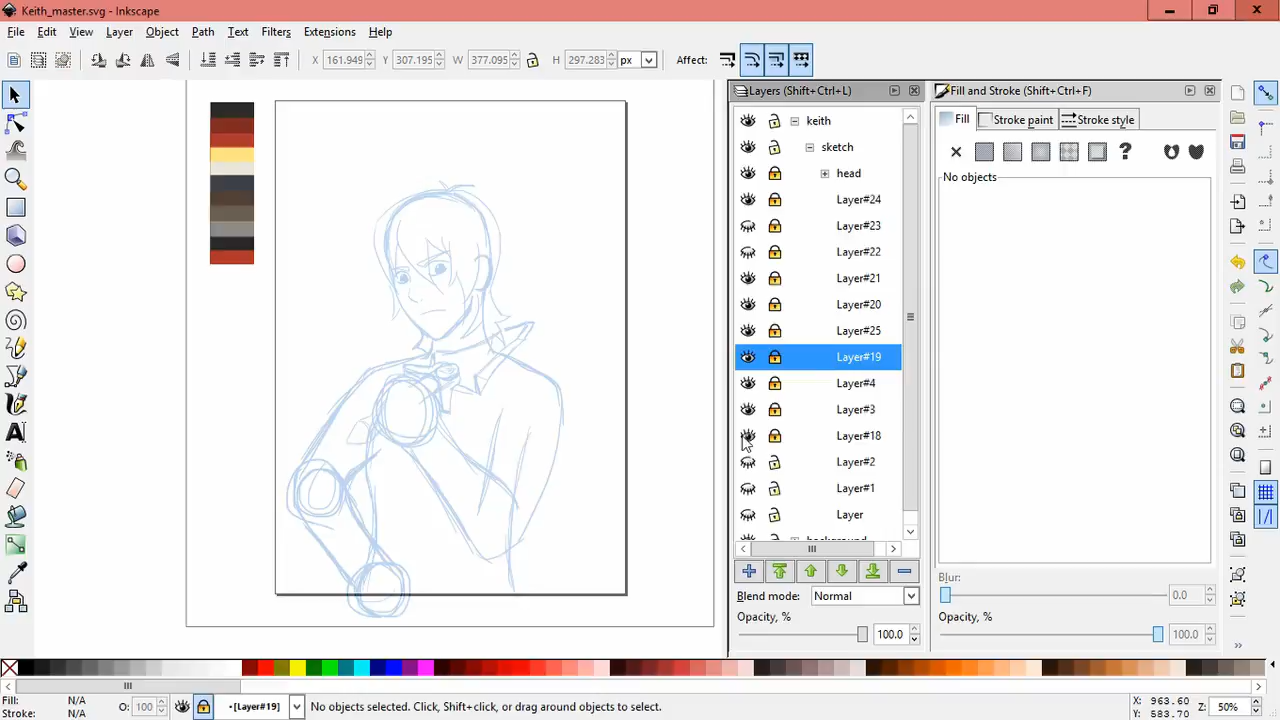 Keith_master.svg - Inkscape
File Edit View Layer Object Path Text Filters Extensions Help
X 161.949 Y 307.195 W 377.095 H 297.283 px Affect:
Layers (Shift+Ctrl+L)
Fill and Stroke (Shift+Ctrl+F)
Fill Stroke paint Stroke style
?
No objects
keith
sketch
head
Layer#24
Layer#23
Layer#22
Layer#21
Layer#20
Layer#25
Layer#19
Layer#4
Layer#3
Layer#18
Layer#2
Layer#1
Layer
background
Blend mode: Normal
Opacity, %
100.0
Blur:
0.0
Opacity, %
100.0
Fill: N/A
Stroke: N/A
O: 100
•[Layer#19]
No objects selected. Click, Shift+click, or drag around objects to select.
X: 963.60
Y: 583.70
Z: 50%